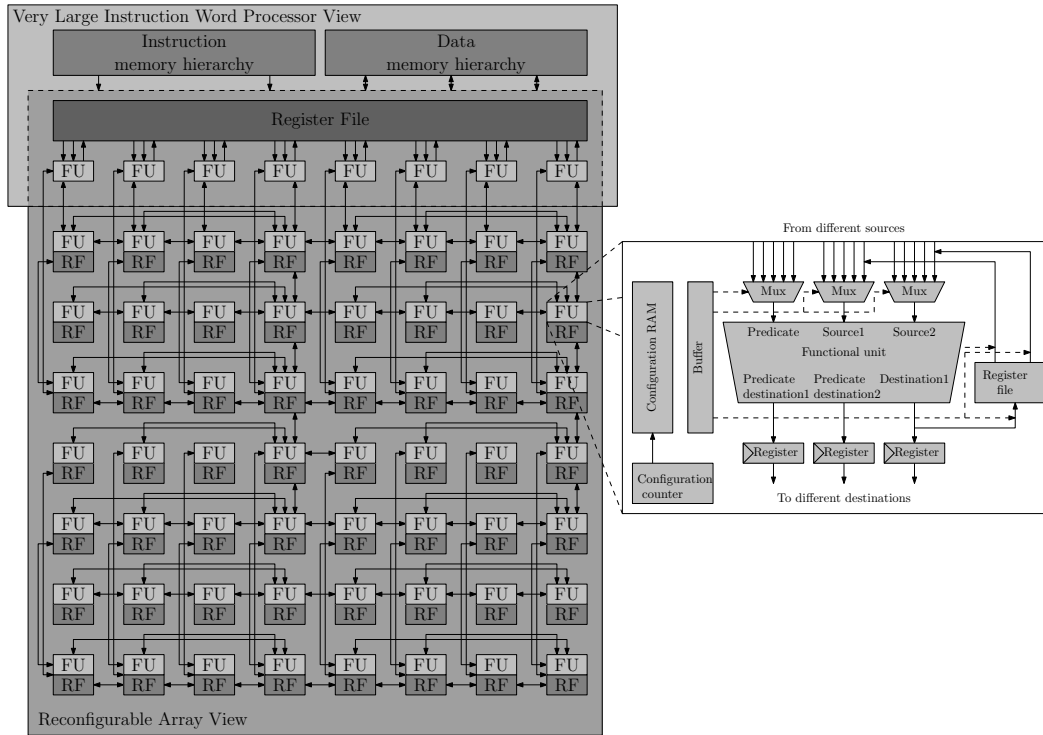 Very Large Instruction Word Processor View
Instruction
memory hierarchy
Data
memory hierarchy
Register File
FU FU FU FU FU FU FU FU
FU FU FU FU FU FU FU FU
RF RF RF RF RF RF RF RF
FU FU FU FU FU FU FU FU
RF RF RF RF RF RF RF RF
FU FU FU FU FU FU FU FU
RF RF RF RF RF RF RF RF
FU FU FU FU FU FU FU FU
RF RF RF RF RF RF RF RF
FU FU FU FU FU FU FU FU
RF RF RF RF RF RF RF RF
FU FU FU FU FU FU FU FU
RF RF RF RF RF RF RF RF
FU FU FU FU FU FU FU FU
RF RF RF RF RF RF RF RF
Reconfigurable Array View
From different sources
Mux Mux Mux
Configuration RAM
Buffer
Predicate Source1 Source2
Functional unit
Predicate
destination1
Predicate
destination2
Destination1
Register
file
Register Register Register
Configuration
counter
To different destinations